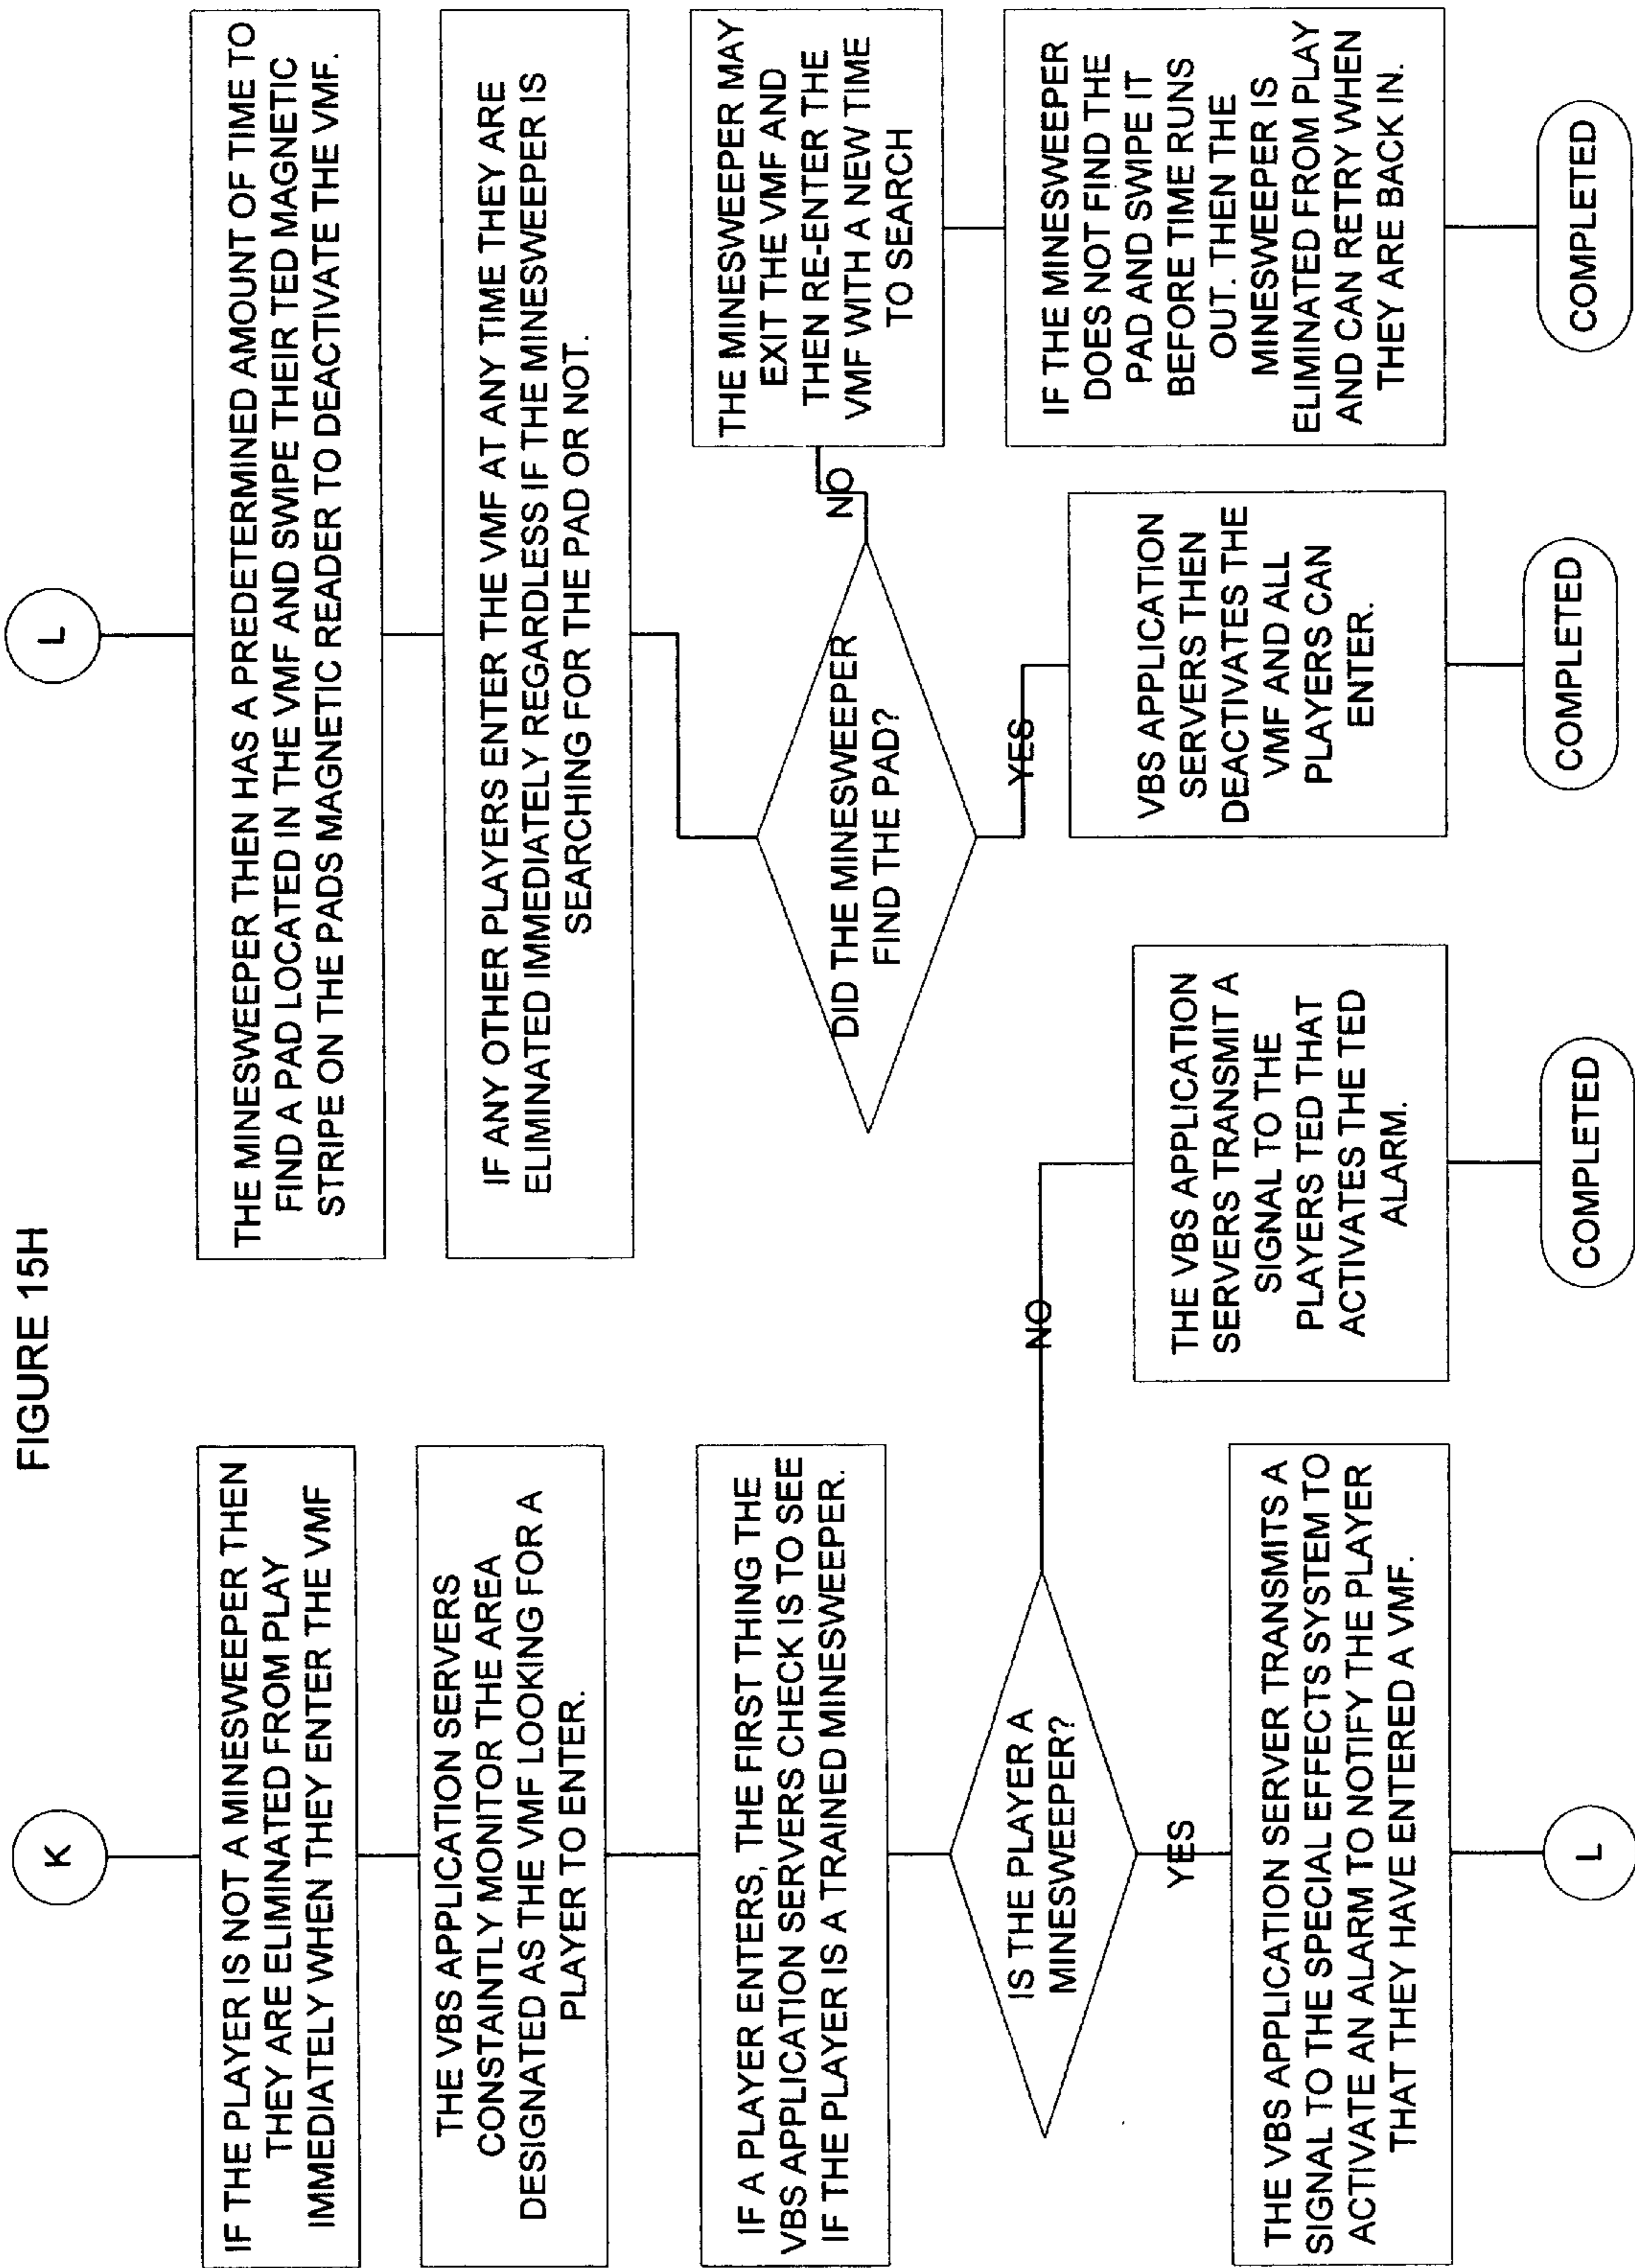 FIGURE 15H
K
IF THE PLAYER IS NOT A MINESWEEPER THEN
THEY ARE ELIMINATED FROM PLAY
IMMEDIATELY WHEN THEY ENTER THE VMF
THE VBS APPLICATION SERVERS
CONSTAINTLY MONITOR THE AREA
DESIGNATED AS THE VMF LOOKING FOR A
PLAYER TO ENTER.
IF A PLAYER ENTERS, THE FIRST THING THE
VBS APPLICATION SERVERS CHECK IS TO SEE
IF THE PLAYER IS A TRAINED MINESWEEPER.
IS THE PLAYER A
MINESWEEPER?
NO
YES
THE VBS APPLICATION SERVER TRANSMITS A
SIGNAL TO THE SPECIAL EFFECTS SYSTEM TO
ACTIVATE AN ALARM TO NOTIFY THE PLAYER
THAT THEY HAVE ENTERED A VMF.
L
THE VBS APPLICATION
SERVERS TRANSMIT A
SIGNAL TO THE
PLAYERS TED THAT
ACTIVATES THE TED
ALARM.
COMPLETED
L
THE MINESWEEPER THEN HAS A PREDETERMINED AMOUNT OF TIME TO
FIND A PAD LOCATED IN THE VMF AND SWIPE THEIR TED MAGNETIC
STRIPE ON THE PADS MAGNETIC READER TO DEACTIVATE THE VMF.
IF ANY OTHER PLAYERS ENTER THE VMF AT ANY TIME THEY ARE
ELIMINATED IMMEDIATELY REGARDLESS IF THE MINESWEEPER IS
SEARCHING FOR THE PAD OR NOT.
DID THE MINESWEEPER
FIND THE PAD?
YES
VBS APPLICATION
SERVERS THEN
DEACTIVATES THE
VMF AND ALL
PLAYERS CAN
ENTER.
COMPLETED
NO
THE MINESWEEPER MAY
EXIT THE VMF AND
THEN RE-ENTER THE
VMF WITH A NEW TIME
TO SEARCH
IF THE MINESWEEPER
DOES NOT FIND THE
PAD AND SWIPE IT
BEFORE TIME RUNS
OUT. THEN THE
MINESWEEPER IS
ELIMINATED FROM PLAY
AND CAN RETRY WHEN
THEY ARE BACK IN.
COMPLETED